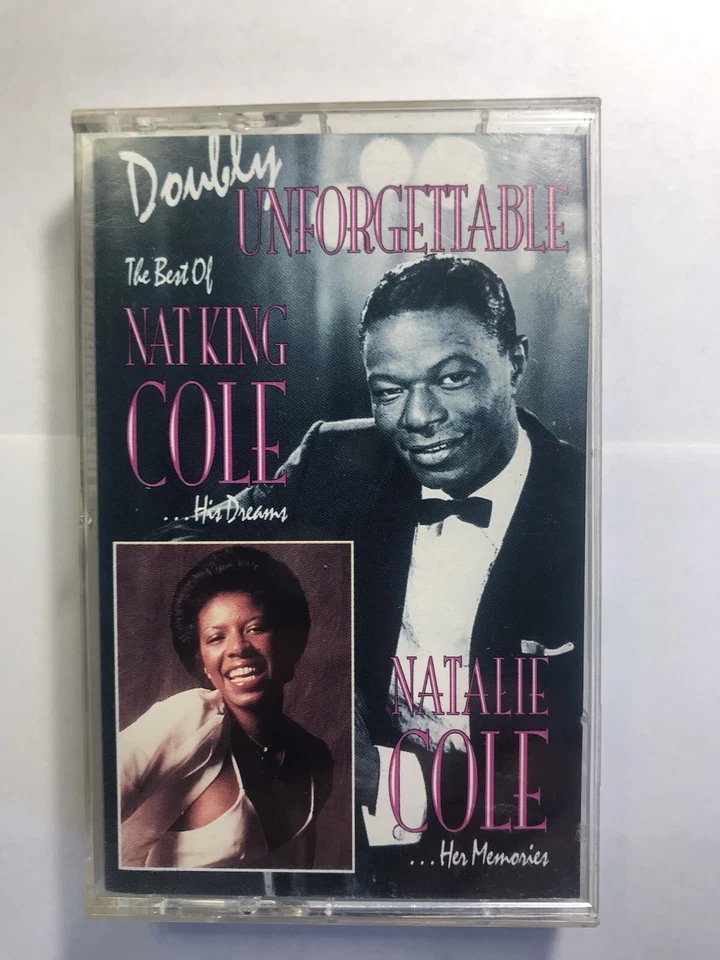 Doubly
UNFORGETTABLE
The Best Of
NAT KING
COLE
...His Dreams
NATALIE
COLE
...Her Memories